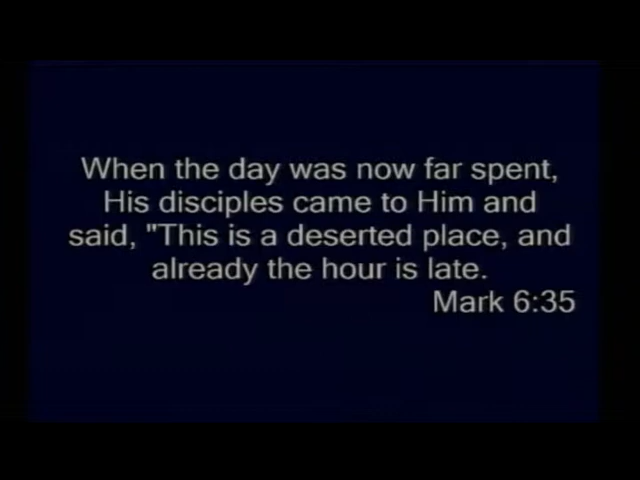 When the day was now far spent,
His disciples came to Him and
said, "This is a deserted place, and
already the hour is late.
Mark 6:35